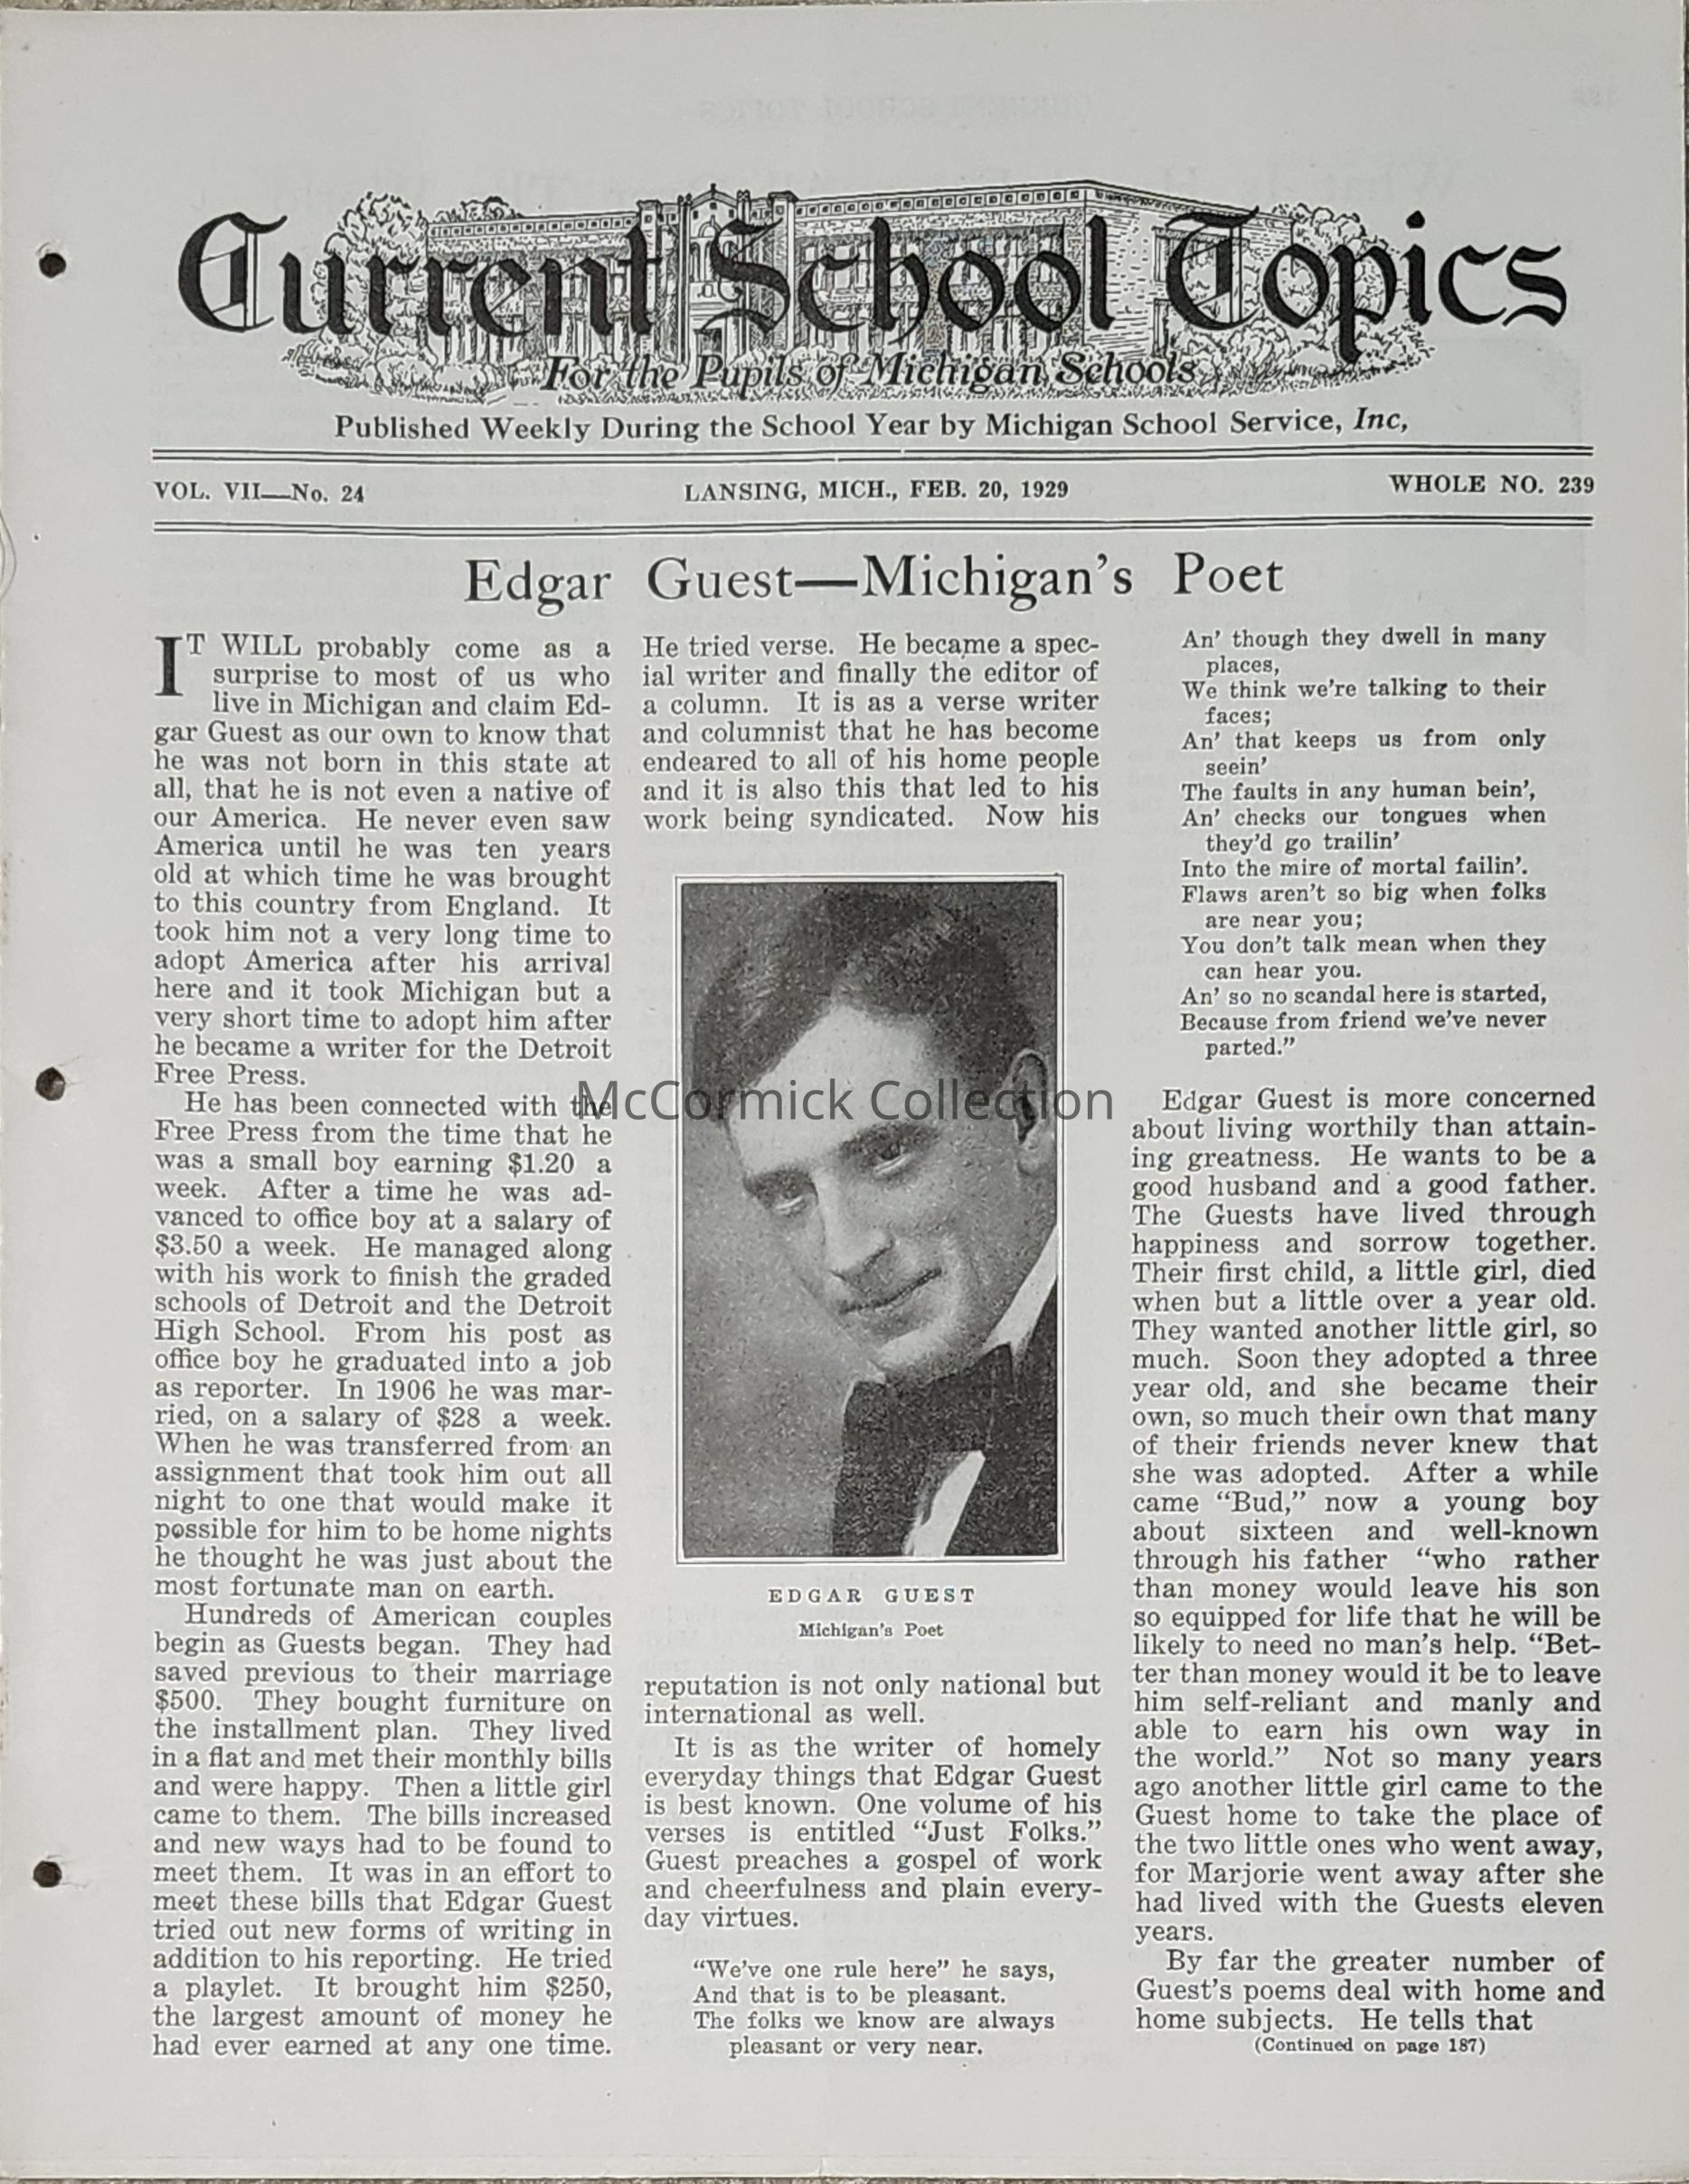 Current School Topics
For the Pupils of Michigan Schools
Published Weekly During the School Year by Michigan School Service, Inc,
VOL. VII—No. 24
LANSING, MICH., FEB. 20, 1929
WHOLE NO. 239
Edgar Guest—Michigan's Poet
IT WILL probably come as a
surprise to most of us who
live in Michigan and claim Ed-
gar Guest as our own to know that
he was not born in this state at
all, that he is not even a native of
our America. He never even saw
America until he was ten years
old at which time he was brought
to this country from England. It
took him not a very long time to
adopt America after his arrival
here and it took Michigan but a
very short time to adopt him after
he became a writer for the Detroit
Free Press.
He has been connected with the
Free Press from the time that he
was a small boy earning $1.20 a
week. After a time he was ad-
vanced to office boy at a salary of
$3.50 a week. He managed along
with his work to finish the graded
schools of Detroit and the Detroit
High School. From his post as
office boy he graduated into a job
as reporter. In 1906 he was mar-
ried, on a salary of $28 a week.
When he was transferred from an
assignment that took him out all
night to one that would make it
possible for him to be home nights
he thought he was just about the
most fortunate man on earth.
Hundreds of American couples
begin as Guests began. They had
saved previous to their marriage
$500. They bought furniture on
the installment plan. They lived
in a flat and met their monthly bills
and were happy. Then a little girl
came to them. The bills increased
and new ways had to be found to
meet them. It was in an effort to
meet these bills that Edgar Guest
tried out new forms of writing in
addition to his reporting. He tried
a playlet. It brought him $250,
the largest amount of money he
had ever earned at any one time.
He tried verse. He became a spec-
ial writer and finally the editor of
a column. It is as a verse writer
and columnist that he has become
endeared to all of his home people
and it is also this that led to his
work being syndicated. Now his
McCormick Collection
EDGAR GUEST
Michigan's Poet
reputation is not only national but
international as well.
It is as the writer of homely
everyday things that Edgar Guest
is best known. One volume of his
verses is entitled "Just Folks."
Guest preaches a gospel of work
and cheerfulness and plain every-
day virtues.
"We've one rule here" he says,
And that is to be pleasant.
The folks we know are always
pleasant or very near.
An' though they dwell in many
places,
We think we're talking to their
faces;
An' that keeps us from only
seein'
The faults in any human bein',
An' checks our tongues when
they'd go trailin'
Into the mire of mortal failin'.
Flaws aren't so big when folks
are near you;
You don't talk mean when they
can hear you.
An' so no scandal here is started,
Because from friend we've never
parted."
Edgar Guest is more concerned
about living worthily than attain-
ing greatness. He wants to be a
good husband and a good father.
The Guests have lived through
happiness and sorrow together.
Their first child, a little girl, died
when but a little over a year old.
They wanted another little girl, so
much. Soon they adopted a three
year old, and she became their
own, so much their own that many
of their friends never knew that
she was adopted. After a while
came "Bud," now a young boy
about sixteen and well-known
through his father "who rather
than money would leave his son
so equipped for life that he will be
likely to need no man's help. "Bet-
ter than money would it be to leave
him self-reliant and manly and
able to earn his own way in
the world." Not so many years
ago another little girl came to the
Guest home to take the place of
the two little ones who went away,
for Marjorie went away after she
had lived with the Guests eleven
years.
By far the greater number of
Guest's poems deal with home and
home subjects. He tells that
(Continued on page 187)